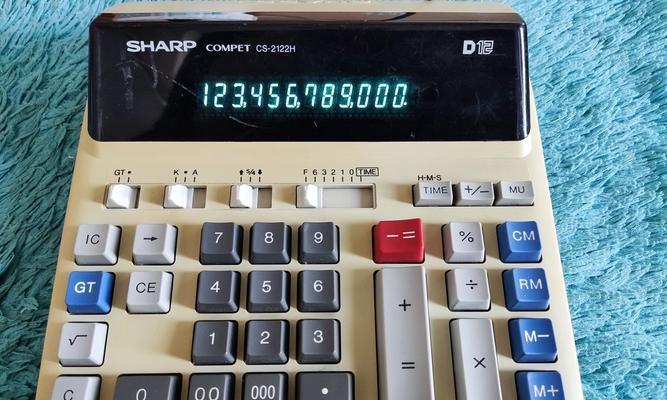 SHARP COMPET CS-2122H D12
123,456,789,000.
GT • K • A ↑ 5/4 ↓ F 6 3 2 1 0 TIME H-M-S
TIME +/− MU
IC → 7 8 9 −= % CM
GT CE 4 5 6 + ÷ RM
√ 1 2 3 = × M−
C 0 00 000 • M+